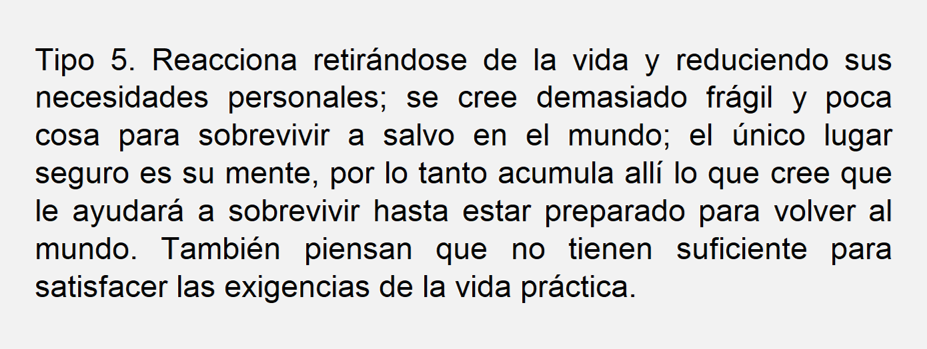 Tipo 5. Reacciona retirándose de la vida y reduciendo sus
necesidades personales; se cree demasiado frágil y poca
cosa para sobrevivir a salvo en el mundo; el único lugar
seguro es su mente, por lo tanto acumula allí lo que cree que
le ayudará a sobrevivir hasta estar preparado para volver al
mundo. También piensan que no tienen suficiente para
satisfacer las exigencias de la vida práctica.